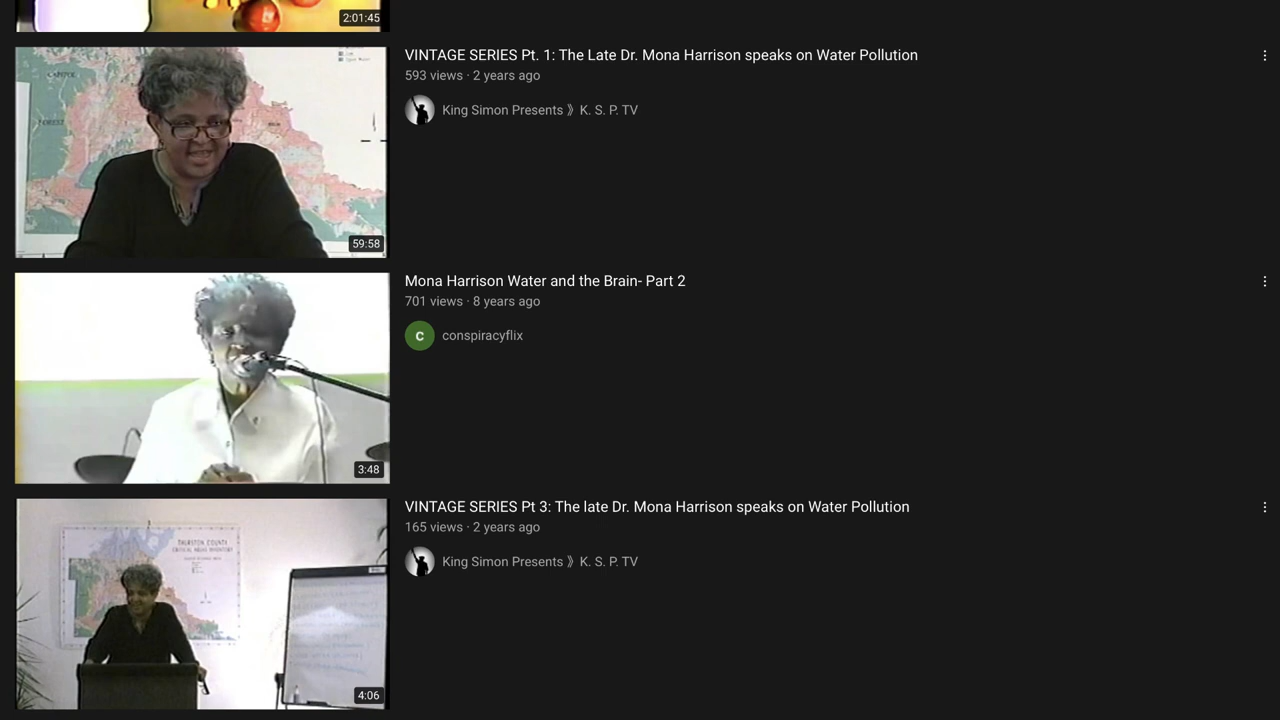 2:01:45
CAPITOL
FOREST
59:58
VINTAGE SERIES Pt. 1: The Late Dr. Mona Harrison speaks on Water Pollution
593 views · 2 years ago
King Simon Presents 》 K. S. P. TV
3:48
Mona Harrison Water and the Brain- Part 2
701 views · 8 years ago
C
conspiracyflix
THURSTON COUNTY
4:06
VINTAGE SERIES Pt 3: The late Dr. Mona Harrison speaks on Water Pollution
165 views · 2 years ago
King Simon Presents 》 K. S. P. TV